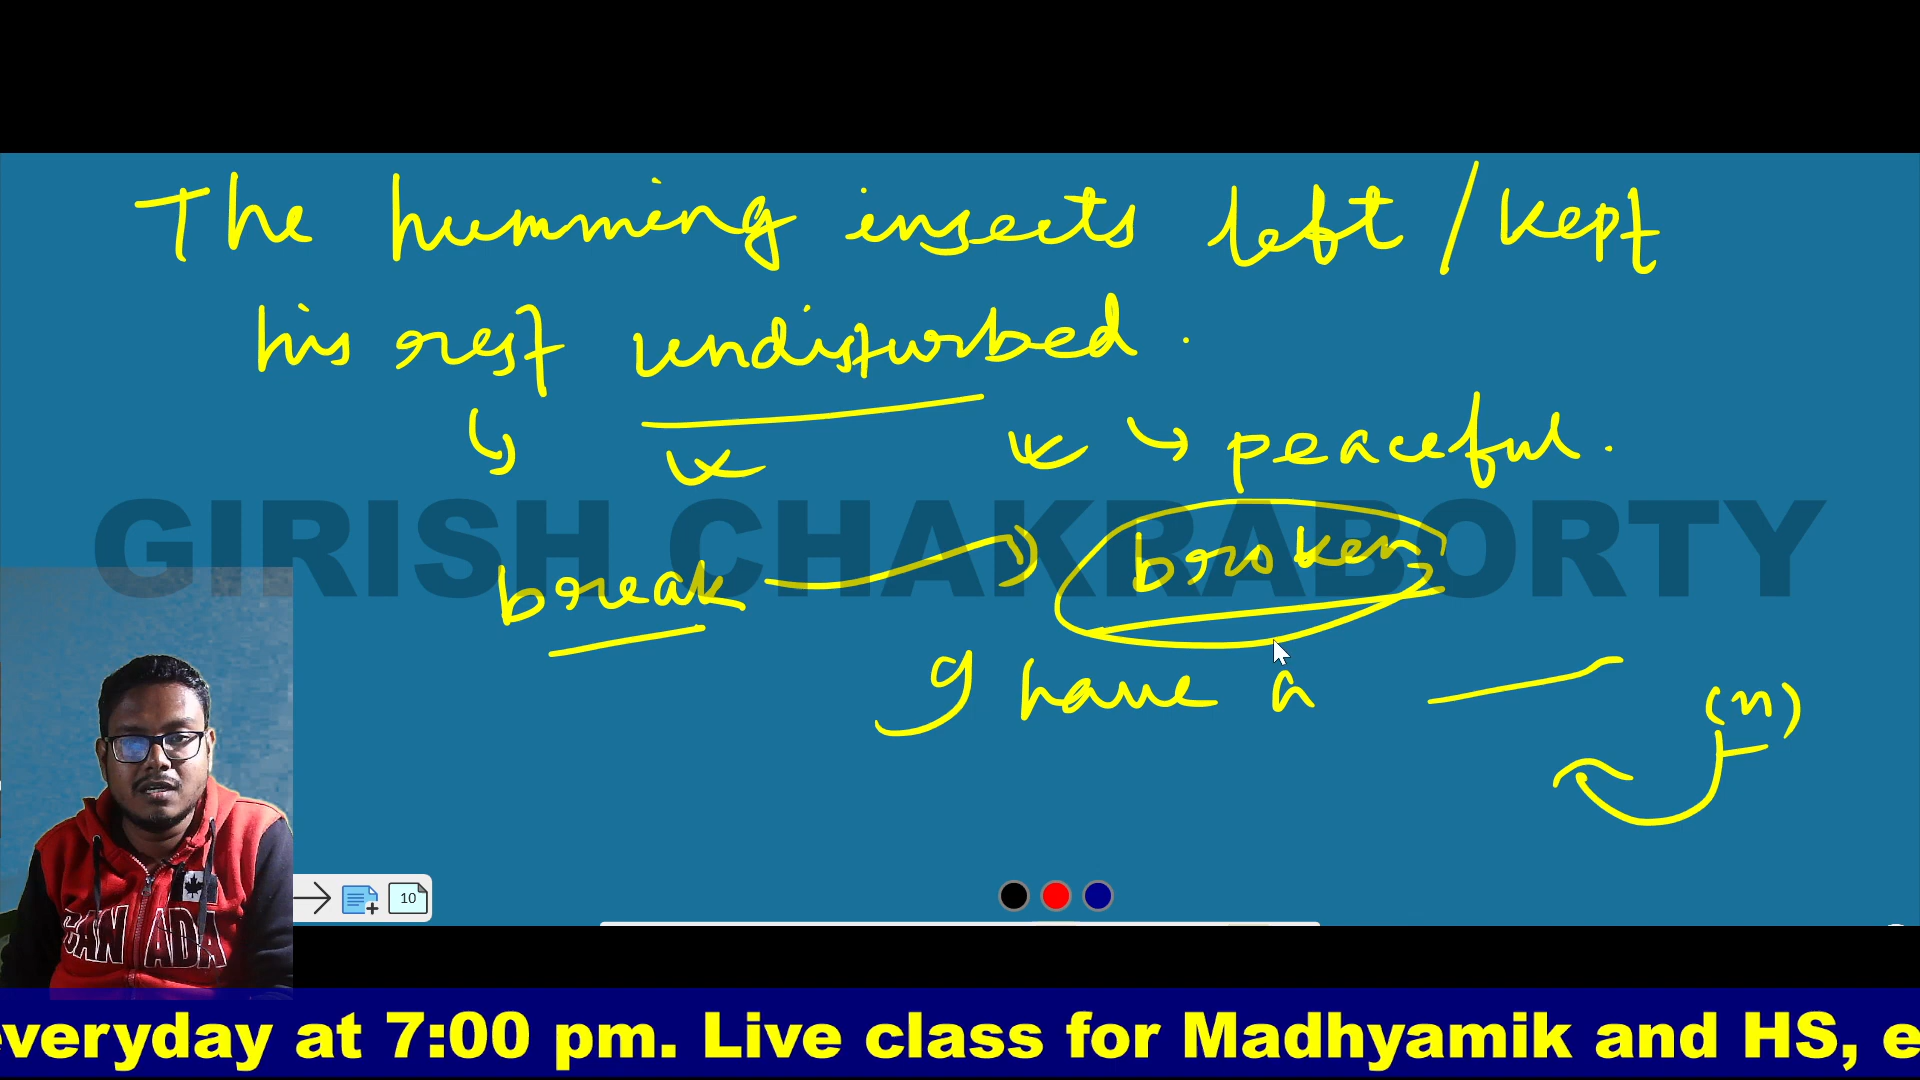 The humming insects left / kept
his rest undisturbed.
peaceful.
GIRISH CHAKRABORTY
break broken
I have a
(n)
CANADA
10
everyday at 7:00 pm. Live class for Madhyamik and HS, e